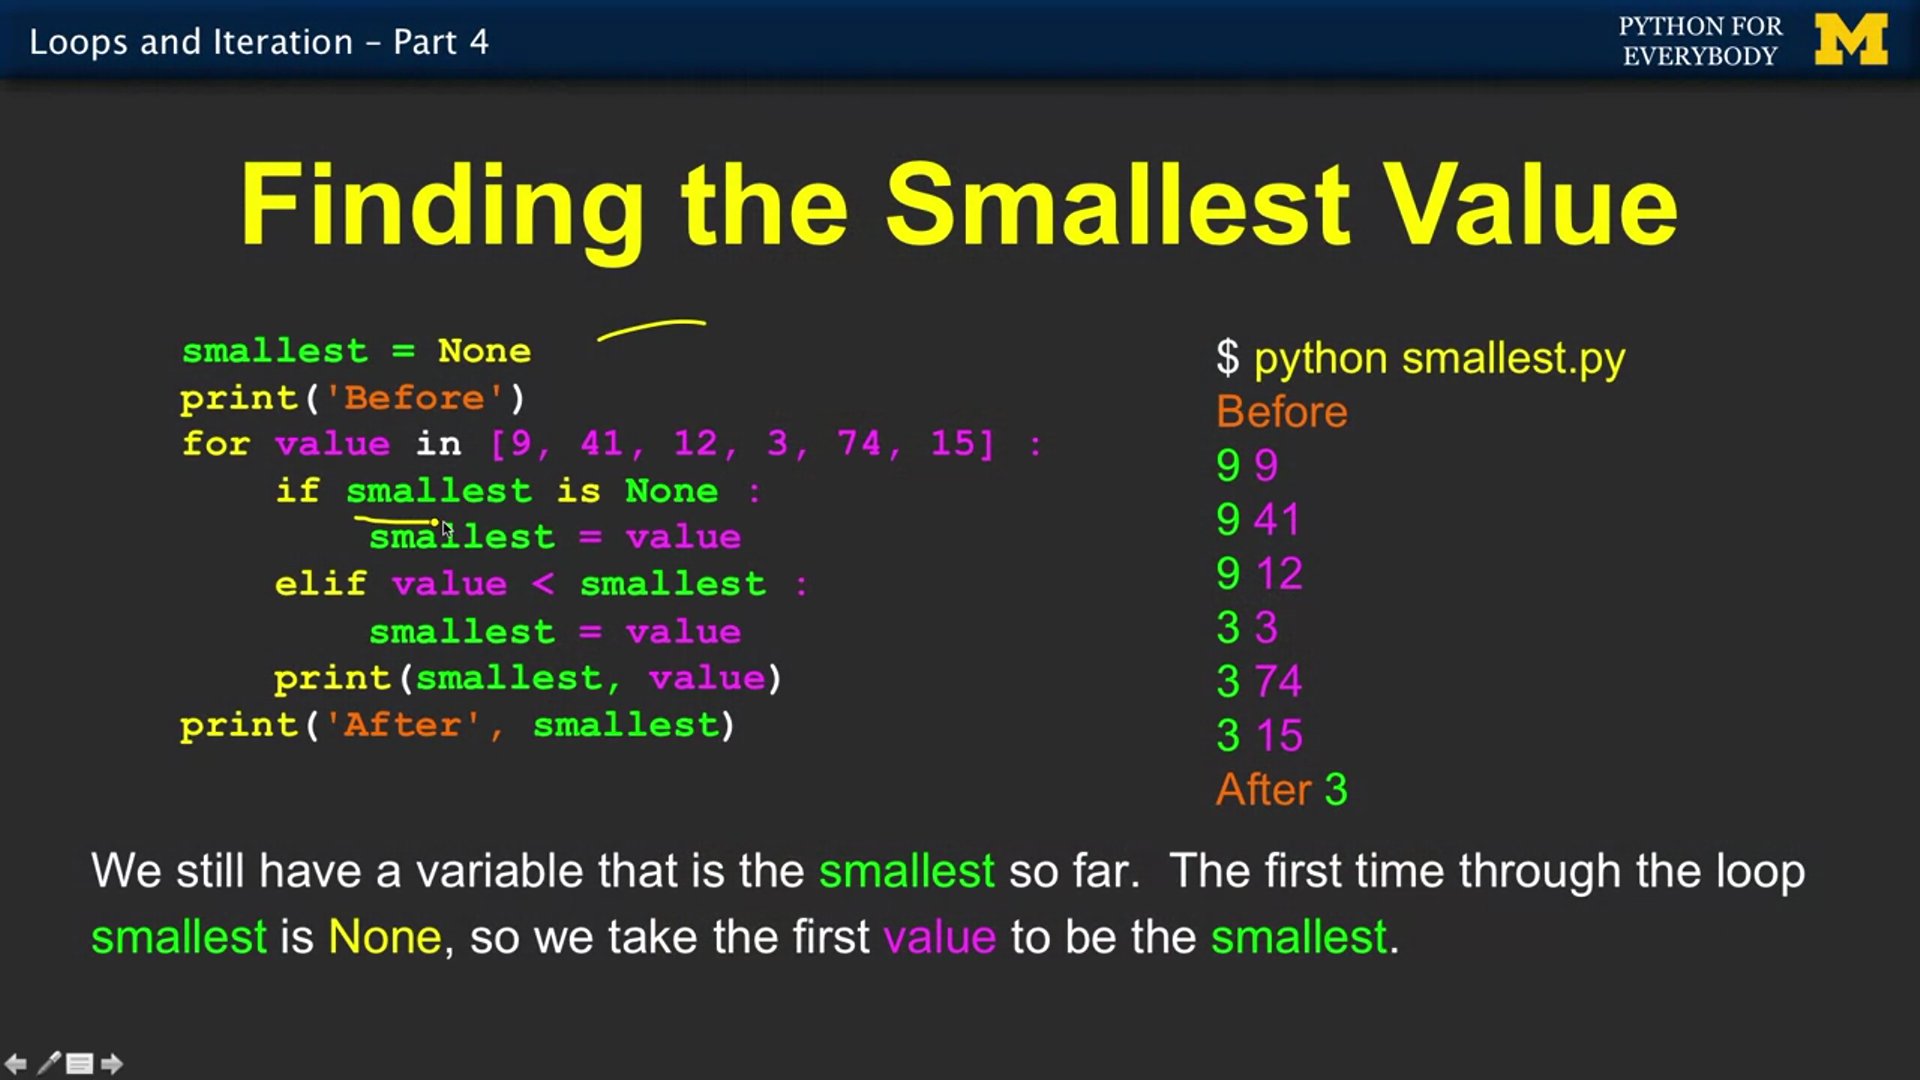 Loops and Iteration – Part 4
PYTHON FOR
EVERYBODY
M
Finding the Smallest Value
smallest = None
print('Before')
for value in [9, 41, 12, 3, 74, 15] :
    if smallest is None :
        smallest = value
    elif value < smallest :
        smallest = value
    print(smallest, value)
print('After', smallest)
$ python smallest.py
Before
9 9
9 41
9 12
3 3
3 74
3 15
After 3
We still have a variable that is the smallest so far.  The first time through the loop
smallest is None, so we take the first value to be the smallest.